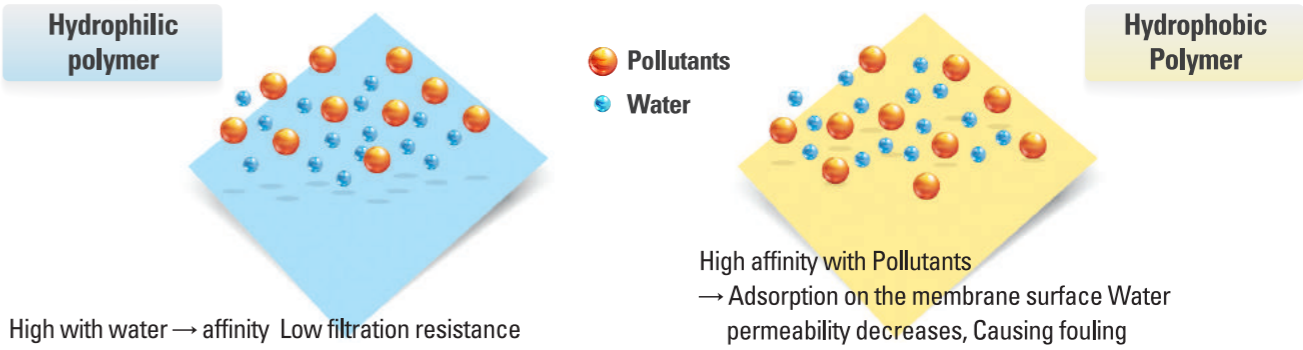 Hydrophilic
polymer
Pollutants
Water
Hydrophobic
Polymer
High with water → affinity Low filtration resistance
High affinity with Pollutants
→ Adsorption on the membrane surface Water
permeability decreases, Causing fouling